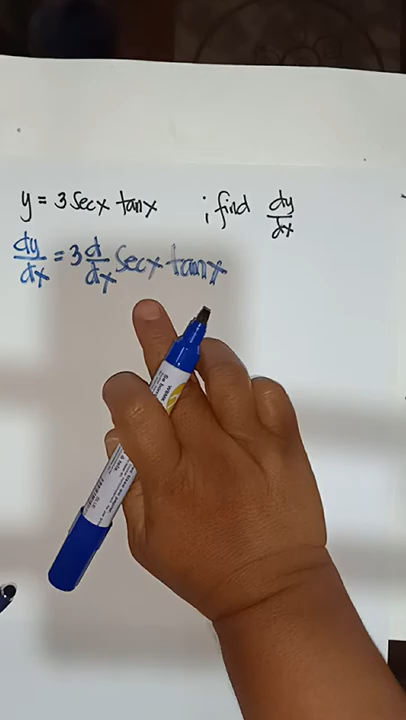 y = 3 Secx tanx ; find dy/dx
dy/dx = 3 d/dx Secx tanx